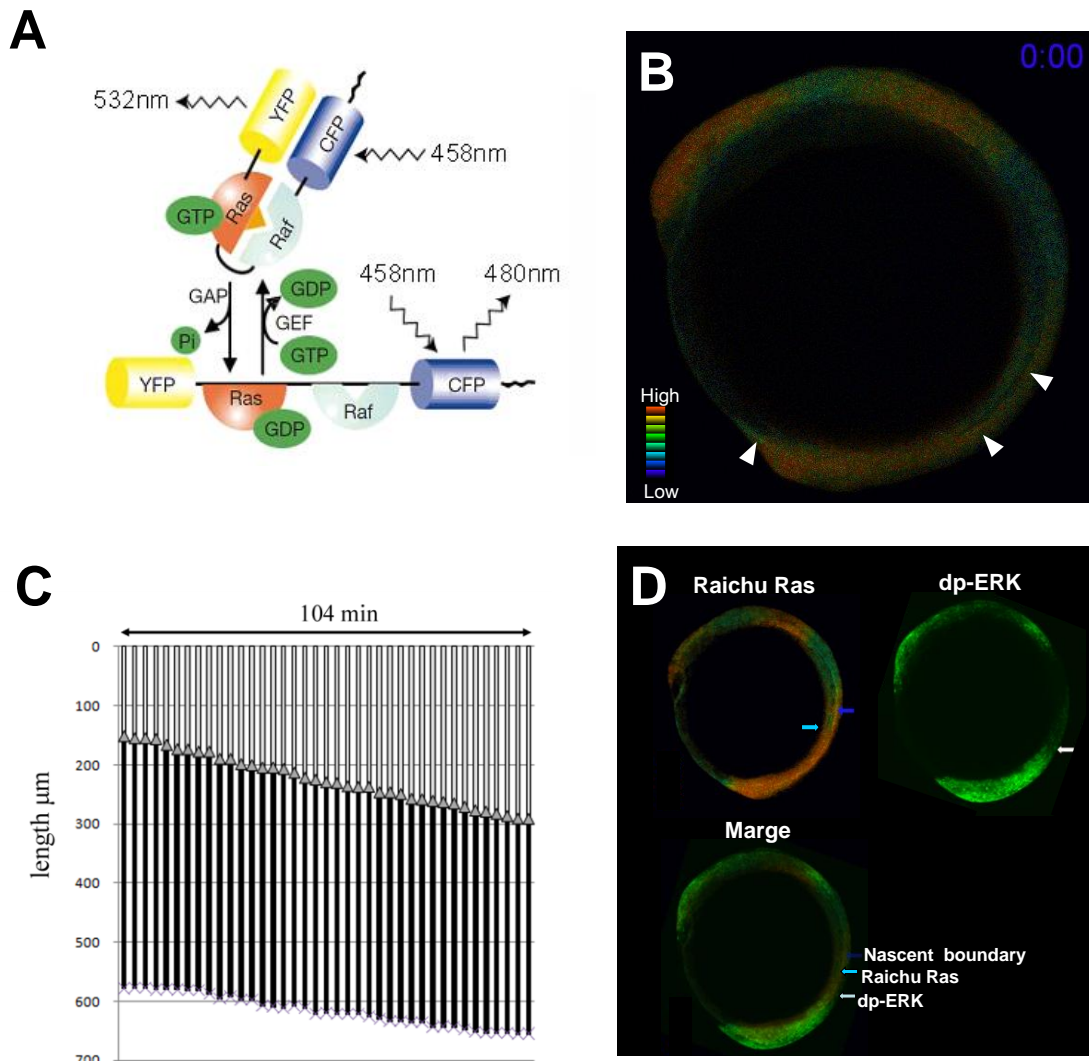 A
532nm
YFP
CFP
458nm
GTP
Ras
Raf
458nm
480nm
GAP
GDP
GEF
Pi
GTP
YFP
Ras
Raf
CFP
GDP
B
0:00
High
Low
C
104 min
0
100
200
300
400
500
600
700
length μm
D
Raichu Ras
dp-ERK
Marge
Nascent boundary
Raichu Ras
dp-ERK